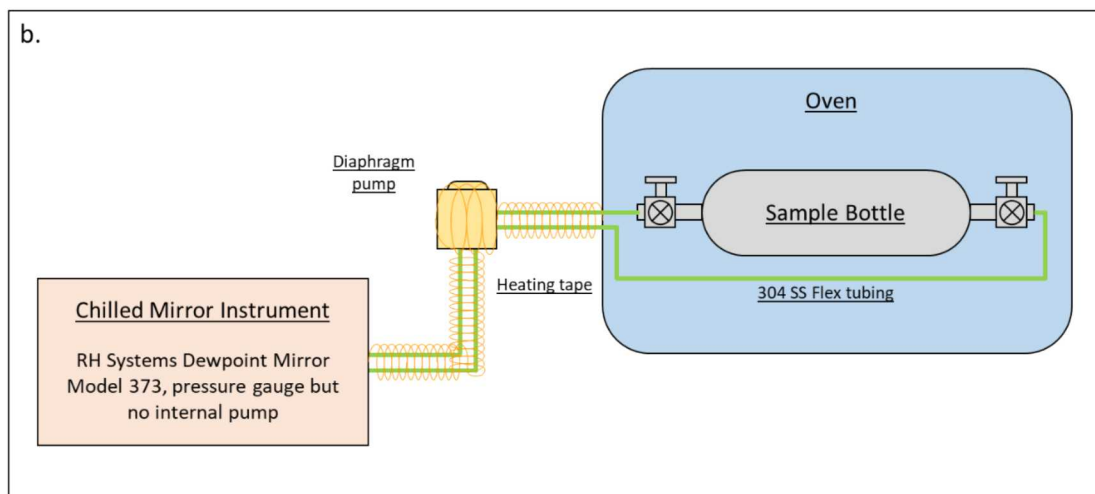 b.
Oven
Diaphragm
pump
Sample Bottle
Heating tape
304 SS Flex tubing
Chilled Mirror Instrument
RH Systems Dewpoint Mirror
Model 373, pressure gauge but
no internal pump